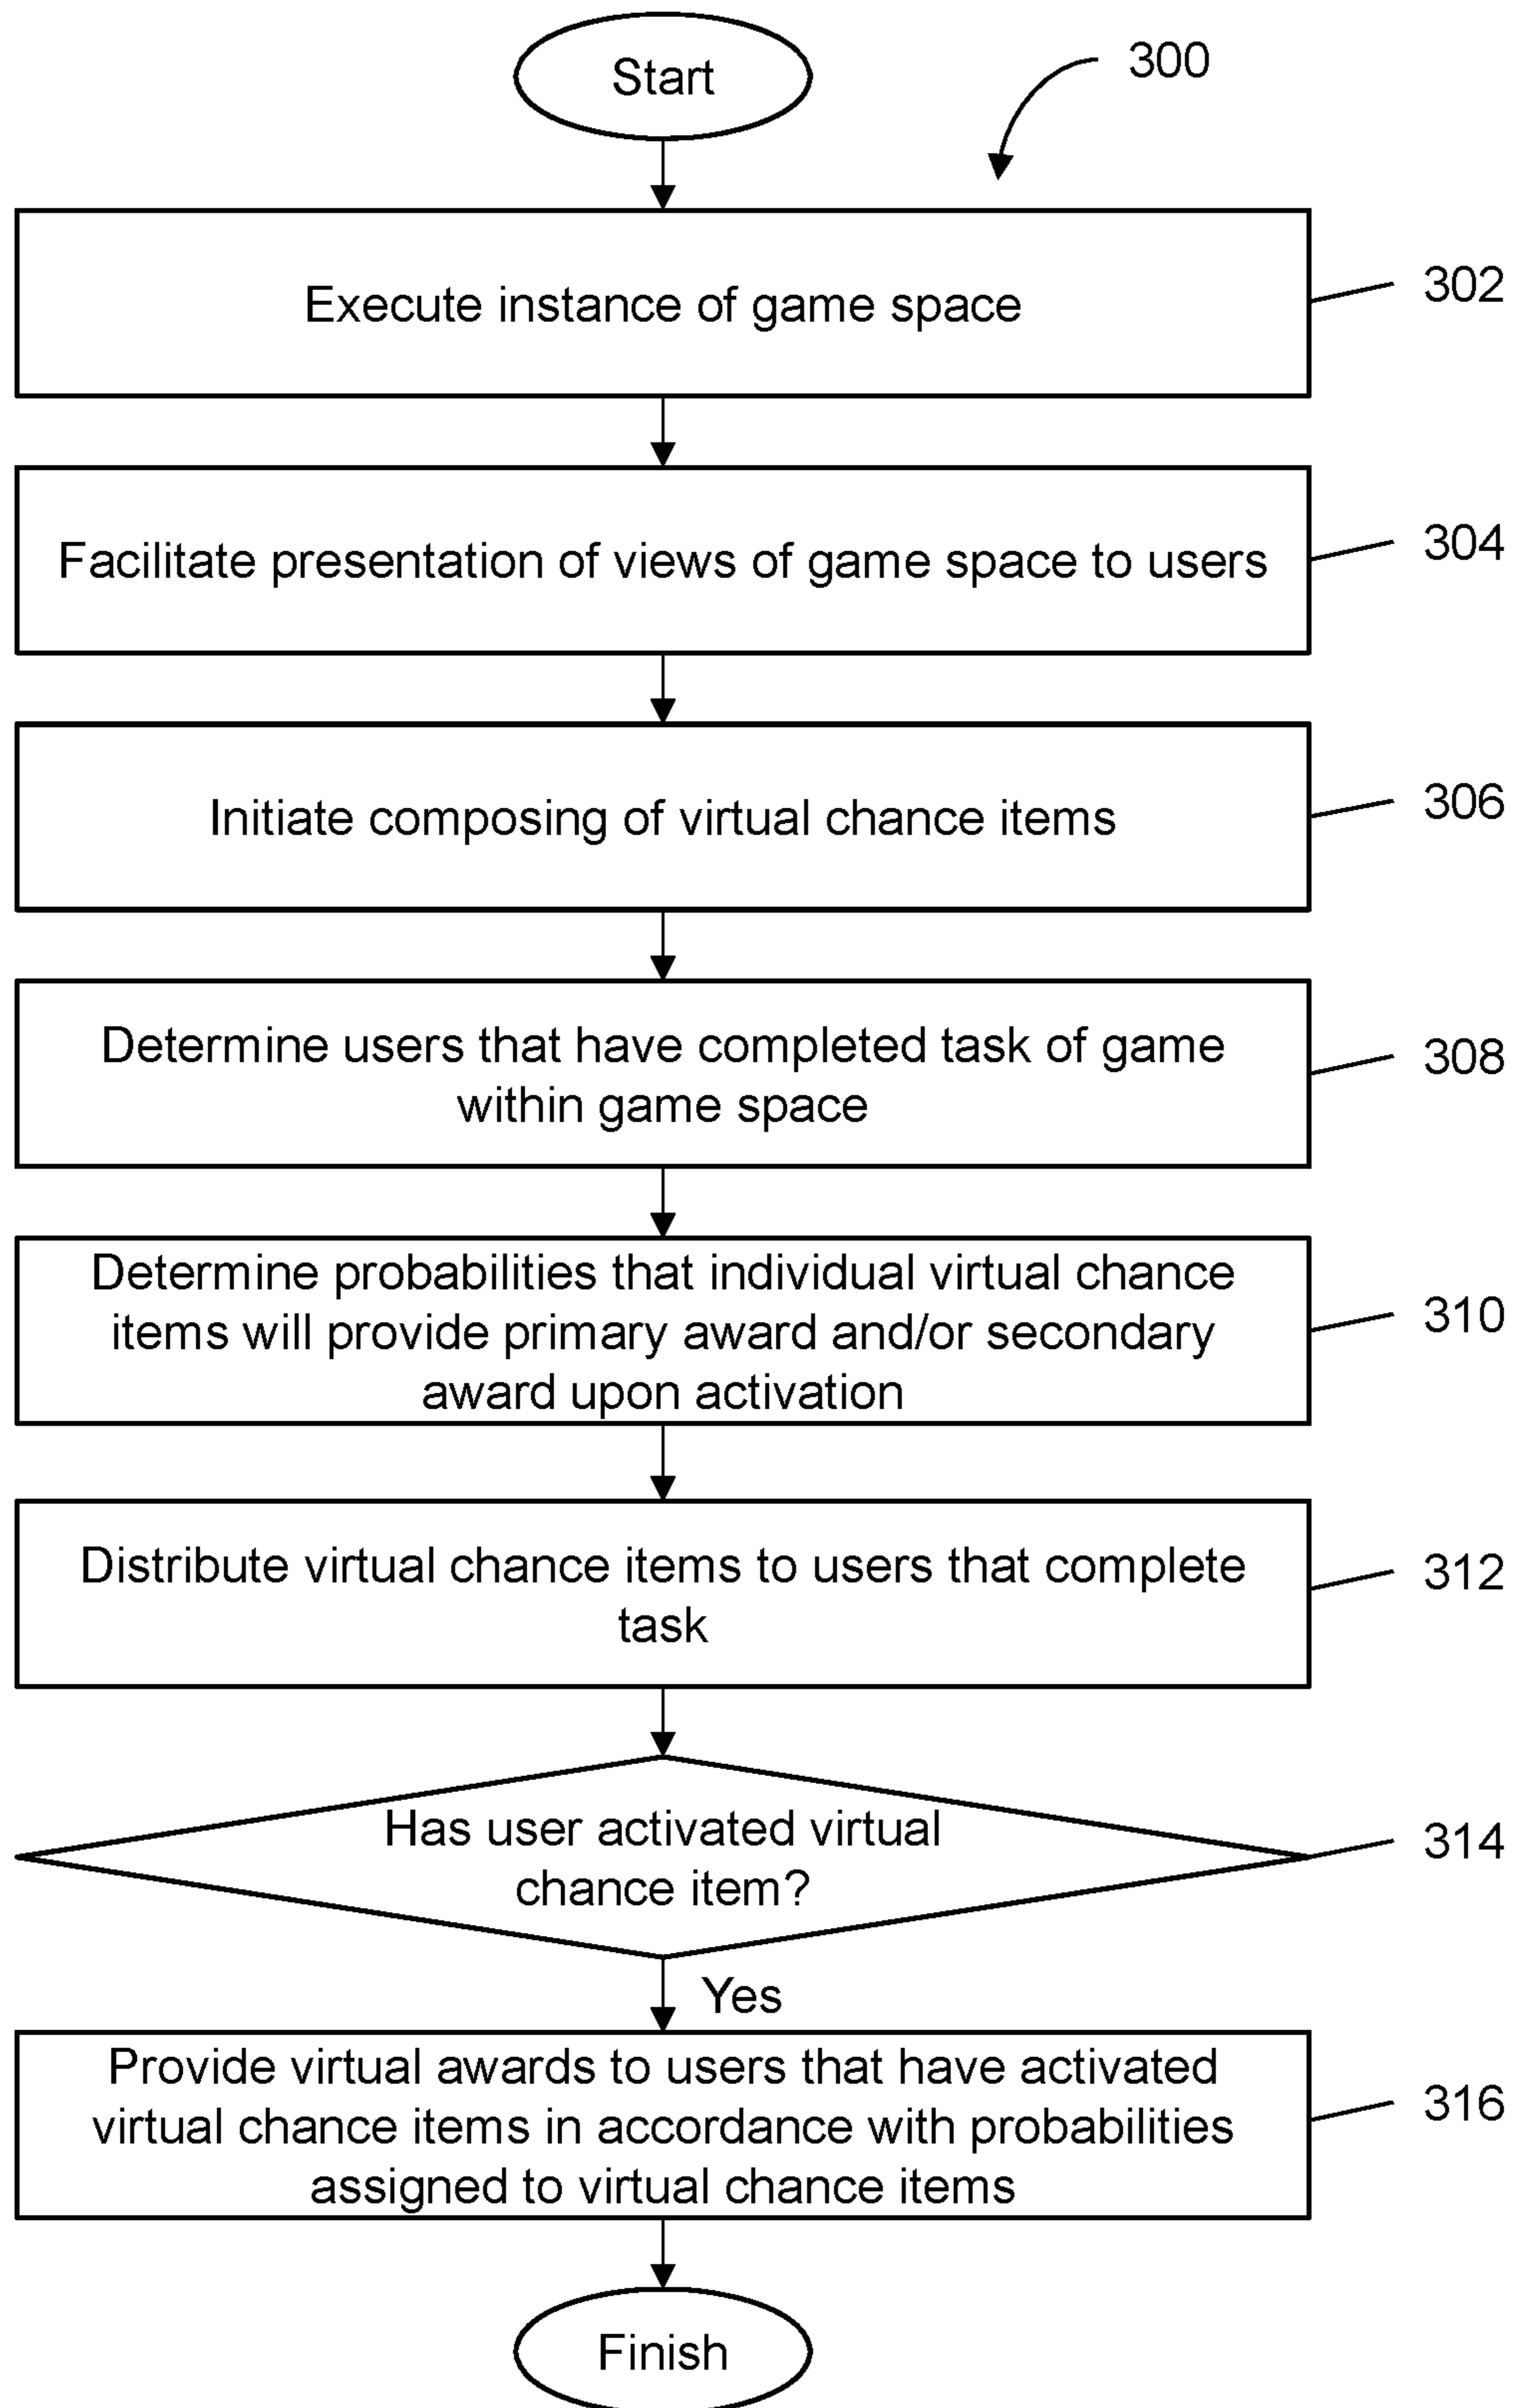 Start
300
Execute instance of game space
302
Facilitate presentation of views of game space to users
304
Initiate composing of virtual chance items
306
Determine users that have completed task of game
within game space
308
Determine probabilities that individual virtual chance
items will provide primary award and/or secondary
award upon activation
310
Distribute virtual chance items to users that complete
task
312
Has user activated virtual
chance item?
314
Yes
Provide virtual awards to users that have activated
virtual chance items in accordance with probabilities
assigned to virtual chance items
316
Finish